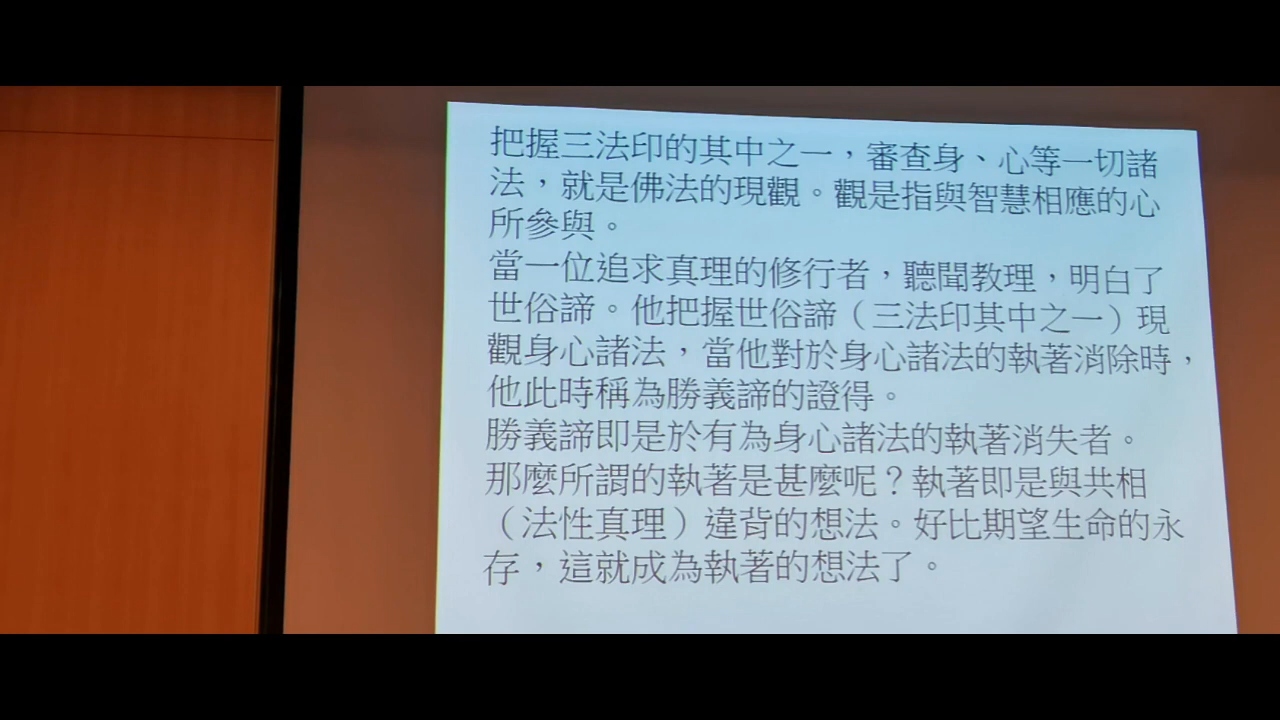 把握三法印的其中之一，審查身、心等一切諸
法，就是佛法的現觀。觀是指與智慧相應的心
所參與。
當一位追求真理的修行者，聽聞教理，明白了
世俗諦。他把握世俗諦（三法印其中之一）現
觀身心諸法，當他對於身心諸法的執著消除時，
他此時稱為勝義諦的證得。
勝義諦即是於有為身心諸法的執著消失者。
那麼所謂的執著是甚麼呢？執著即是與共相
（法性真理）違背的想法。好比期望生命的永
存，這就成為執著的想法了。